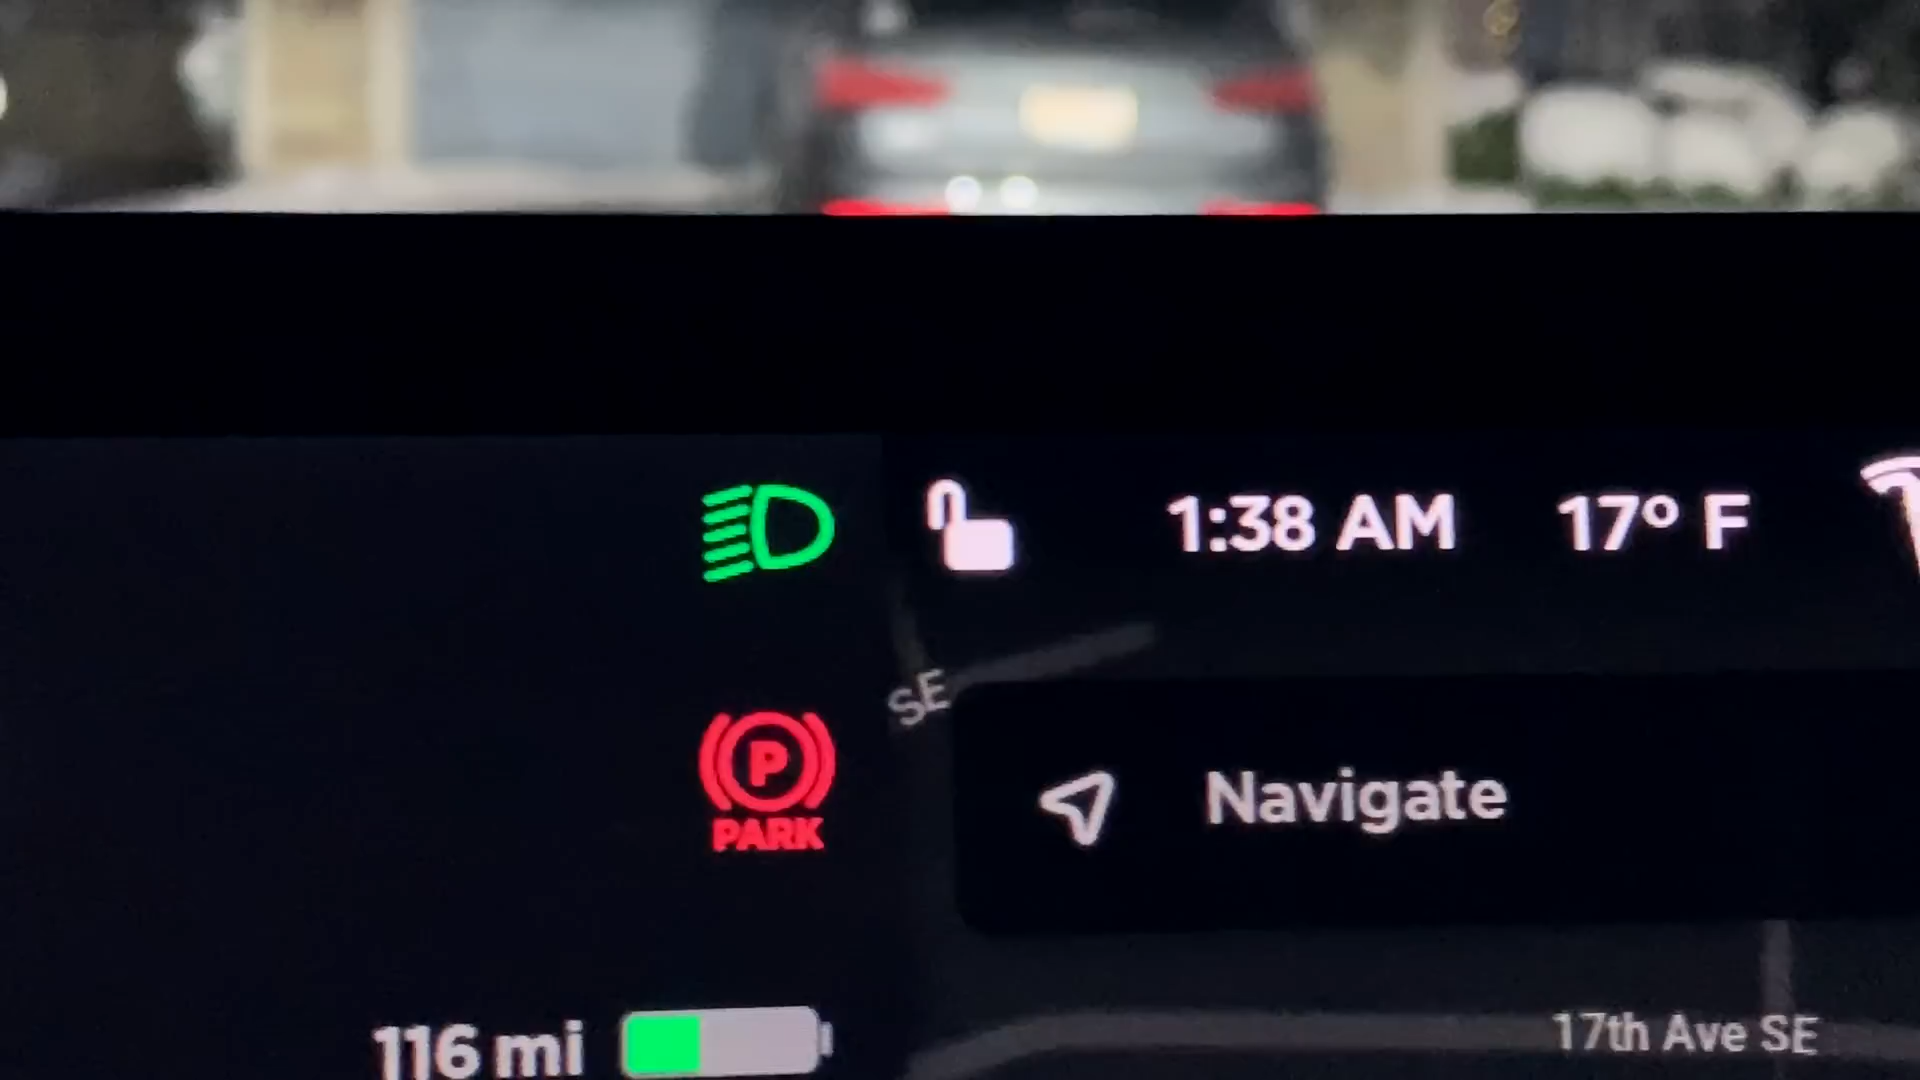 1:38 AM 17° F
SE
P
PARK
Navigate
116 mi
17th Ave SE